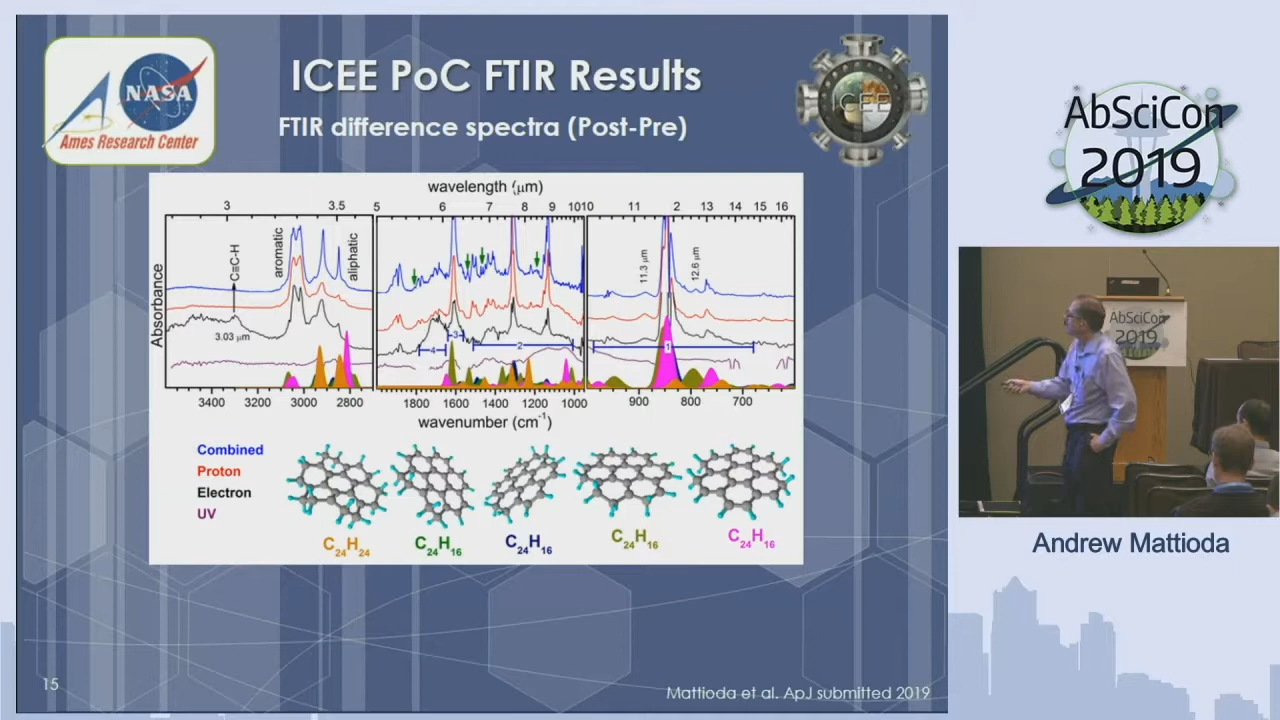 NASA
Ames Research Center
ICEE PoC FTIR Results
FTIR difference spectra (Post-Pre)
ICEE
wavelength (μm)
3 3.5 5 6 7 8 9 10 10 11 2 13 14 15 16
Absorbance
C≡C-H
aromatic
aliphatic
11.3 μm
12.6 μm
3.03 μm
4 3 2 1
3400 3200 3000 2800 1800 1600 1400 1200 1000 900 800 700
wavenumber (cm-1)
Combined
Proton
Electron
UV
C24H24 C24H16 C24H16 C24H16 C24H16
15
Mattioda et al. ApJ submitted 2019
AbSciCon
2019
AbSciCon
2019
Andrew Mattioda